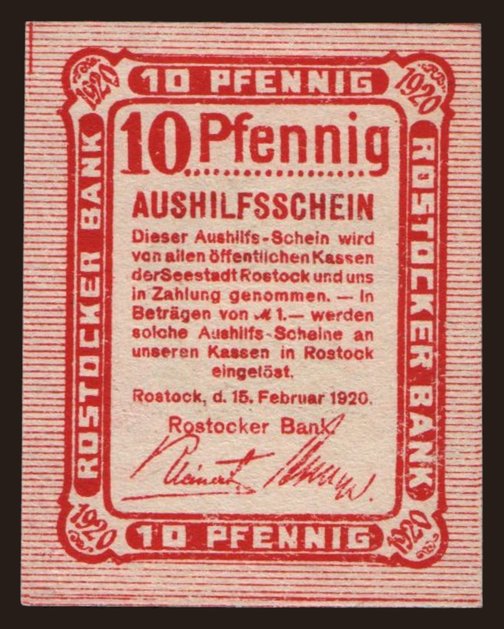 1920
10 PFENNIG
1920
ROSTOCKER BANK
ROSTOCKER BANK
10 Pfennig
AUSHILFSSCHEIN
Dieser Aushilfs-Schein wird
von allen öffentlichen Kassen
der Seestadt Rostock und uns
in Zahlung genommen. — In
Beträgen von ℳ 1.— werden
solche Aushilfs-Scheine an
unseren Kassen in Rostock
eingelöst.
Rostock, d. 15. Februar 1920.
Rostocker Bank
1920
10 PFENNIG
1920